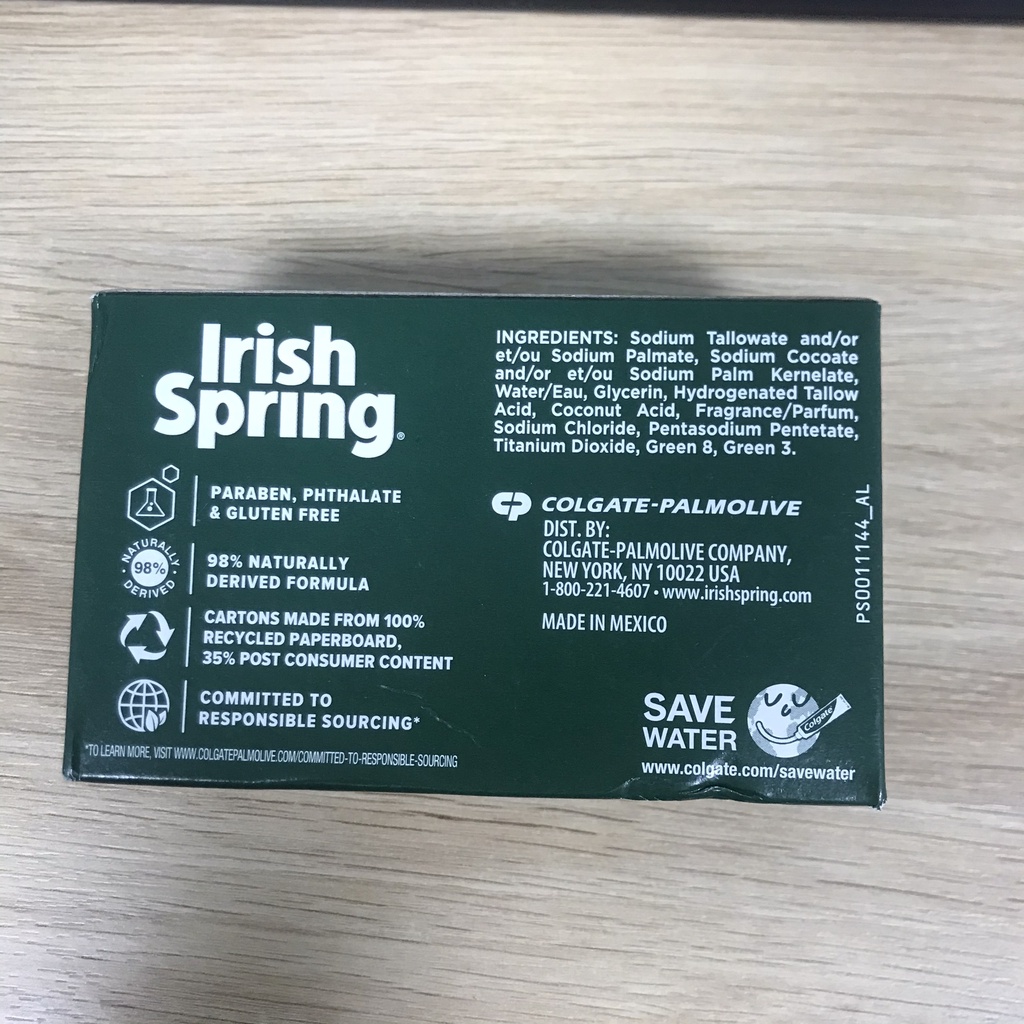 Irish
Spring®
PARABEN, PHTHALATE
& GLUTEN FREE
NATURALLY
98%
DERIVED
98% NATURALLY
DERIVED FORMULA
CARTONS MADE FROM 100%
RECYCLED PAPERBOARD,
35% POST CONSUMER CONTENT
COMMITTED TO
RESPONSIBLE SOURCING*
*TO LEARN MORE, VISIT WWW.COLGATEPALMOLIVE.COM/COMMITTED-TO-RESPONSIBLE-SOURCING
INGREDIENTS: Sodium Tallowate and/or
et/ou Sodium Palmate, Sodium Cocoate
and/or et/ou Sodium Palm Kernelate,
Water/Eau, Glycerin, Hydrogenated Tallow
Acid, Coconut Acid, Fragrance/Parfum,
Sodium Chloride, Pentasodium Pentetate,
Titanium Dioxide, Green 8, Green 3.
CP COLGATE-PALMOLIVE
DIST. BY:
COLGATE-PALMOLIVE COMPANY,
NEW YORK, NY 10022 USA
1-800-221-4607 • www.irishspring.com
MADE IN MEXICO
PS0011144_AL
SAVE
WATER
Colgate
www.colgate.com/savewater